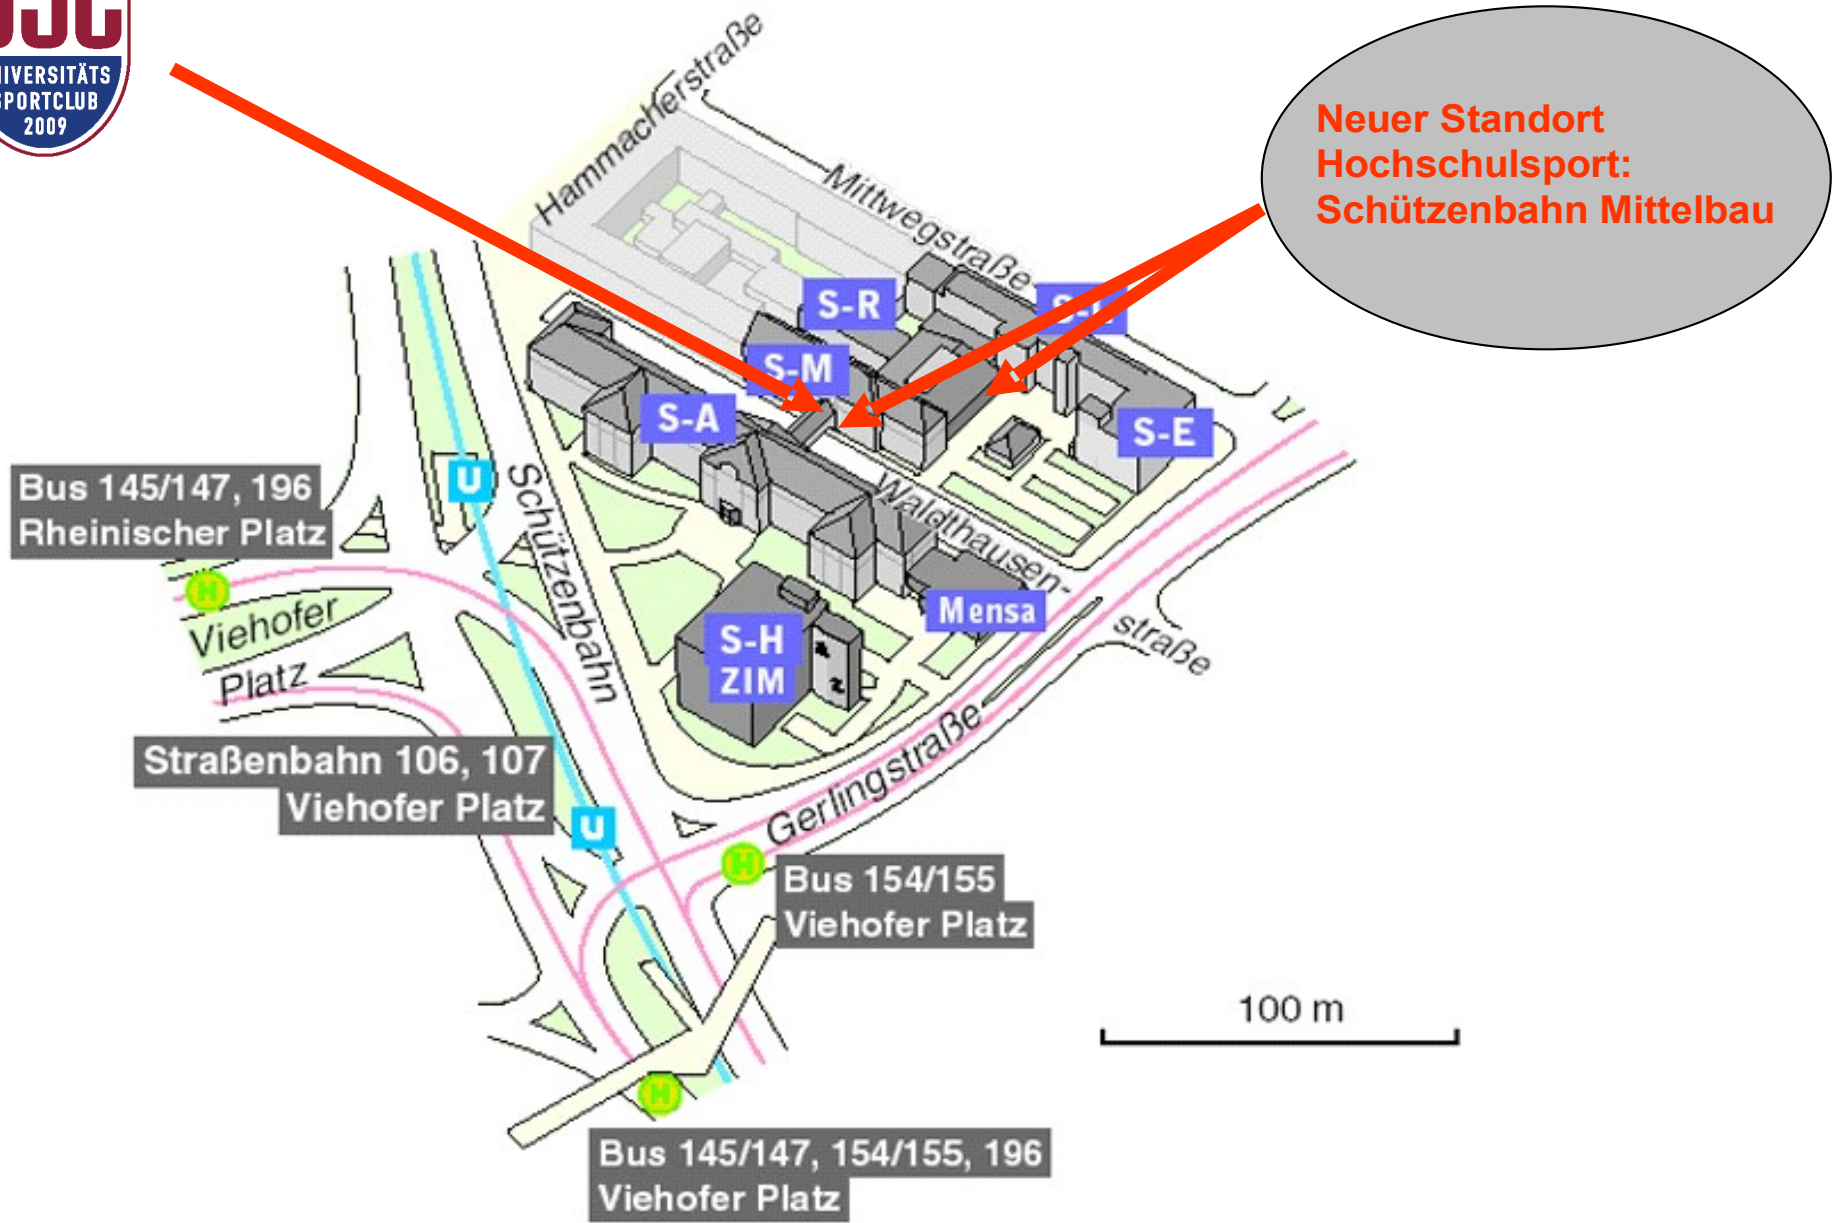 2009
Neuer Standort
Hochschulsport:
Schützenbahn Mittelbau
Hammacherstraße
Mittwegstraße
S-R
S-M
S-A
S-E
Bus 145/147, 196
Rheinischer Platz
U
Schützenbahn
Waldthausen-
straße
H
Viehofer
Platz
Mensa
S-H
ZIM
Straßenbahn 106, 107
Viehofer Platz
U
Gerlingstraße
H
Bus 154/155
Viehofer Platz
100 m
H
Bus 145/147, 154/155, 196
Viehofer Platz